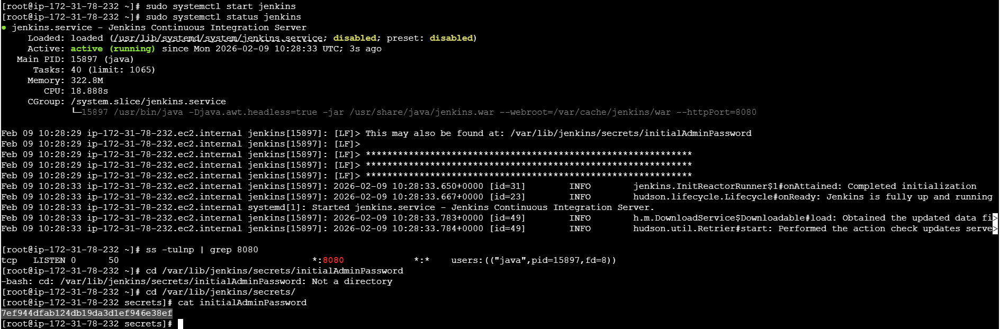 [root@ip-172-31-78-232 ~]# sudo systemctl start jenkins
[root@ip-172-31-78-232 ~]# sudo systemctl status jenkins
● jenkins.service - Jenkins Continuous Integration Server
Loaded: loaded (/usr/lib/systemd/system/jenkins.service; disabled; preset: disabled)
Active: active (running) since Mon 2026-02-09 10:28:33 UTC; 3s ago
Main PID: 15897 (java)
Tasks: 40 (limit: 1065)
Memory: 322.8M
CPU: 18.888s
CGroup: /system.slice/jenkins.service
└─15897 /usr/bin/java -Djava.awt.headless=true -jar /usr/share/java/jenkins.war --webroot=/var/cache/jenkins/war --httpPort=8080
Feb 09 10:28:29 ip-172-31-78-232.ec2.internal jenkins[15897]: [LF]> This may also be found at: /var/lib/jenkins/secrets/initialAdminPassword
Feb 09 10:28:29 ip-172-31-78-232.ec2.internal jenkins[15897]: [LF]>
Feb 09 10:28:29 ip-172-31-78-232.ec2.internal jenkins[15897]: [LF]> *************************************************************
Feb 09 10:28:29 ip-172-31-78-232.ec2.internal jenkins[15897]: [LF]> *************************************************************
Feb 09 10:28:29 ip-172-31-78-232.ec2.internal jenkins[15897]: [LF]> *************************************************************
Feb 09 10:28:33 ip-172-31-78-232.ec2.internal jenkins[15897]: 2026-02-09 10:28:33.650+0000 [id=31] INFO jenkins.InitReactorRunner$1#onAttained: Completed initialization
Feb 09 10:28:33 ip-172-31-78-232.ec2.internal jenkins[15897]: 2026-02-09 10:28:33.667+0000 [id=23] INFO hudson.lifecycle.Lifecycle#onReady: Jenkins is fully up and running
Feb 09 10:28:33 ip-172-31-78-232.ec2.internal systemd[1]: Started jenkins.service - Jenkins Continuous Integration Server.
Feb 09 10:28:33 ip-172-31-78-232.ec2.internal jenkins[15897]: 2026-02-09 10:28:33.783+0000 [id=49] INFO h.m.DownloadService$Downloadable#load: Obtained the updated data fi>
Feb 09 10:28:33 ip-172-31-78-232.ec2.internal jenkins[15897]: 2026-02-09 10:28:33.784+0000 [id=49] INFO hudson.util.Retrier#start: Performed the action check updates serve>
[root@ip-172-31-78-232 ~]# ss -tulnp | grep 8080
tcp LISTEN 0 50 *:8080 *:* users:(("java",pid=15897,fd=8))
[root@ip-172-31-78-232 ~]# cd /var/lib/jenkins/secrets/initialAdminPassword
-bash: cd: /var/lib/jenkins/secrets/initialAdminPassword: Not a directory
[root@ip-172-31-78-232 ~]# cd /var/lib/jenkins/secrets/
[root@ip-172-31-78-232 secrets]# cat initialAdminPassword
7ef944dfab124db19da3d1ef946e38ef
[root@ip-172-31-78-232 secrets]#